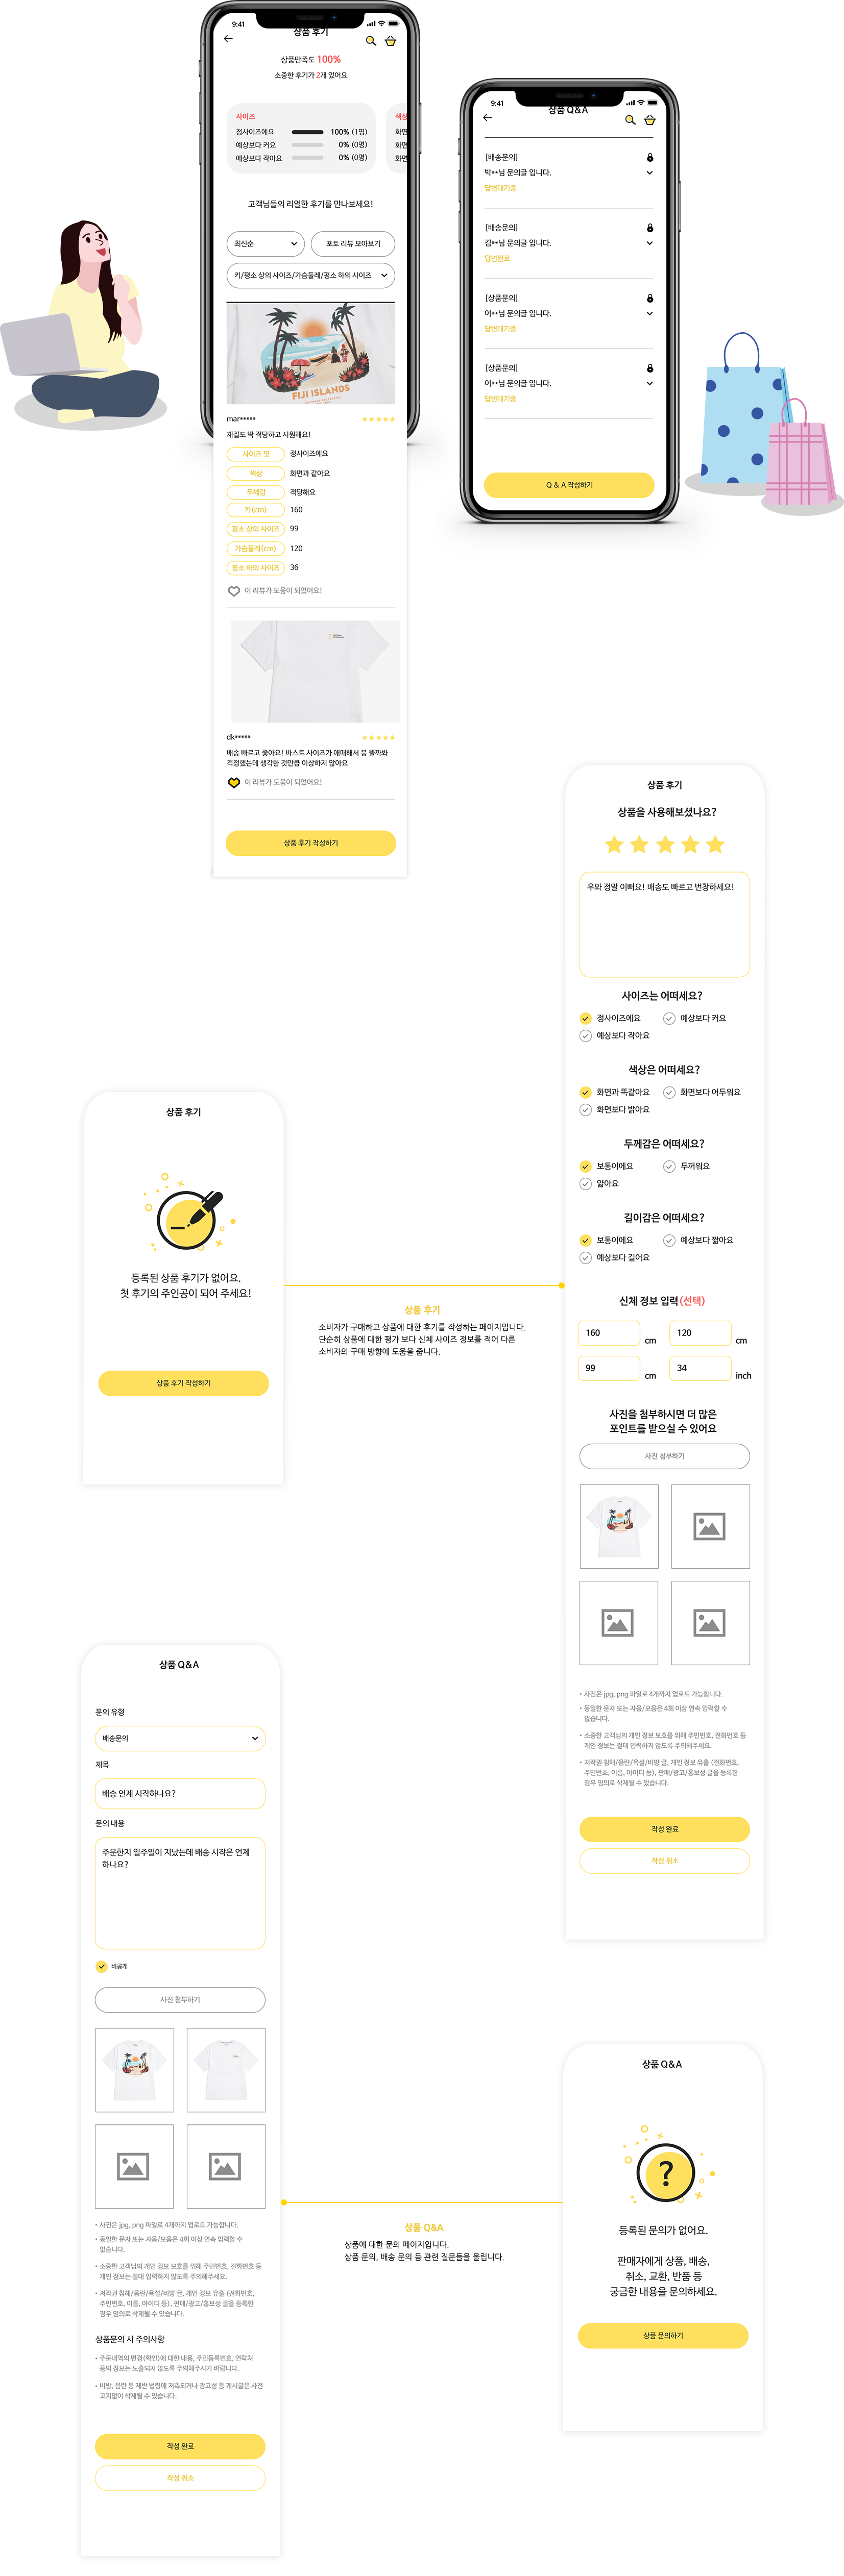 9:41
상품 후기
상품만족도 100%
소중한 후기가 2개 있어요
사이즈
정사이즈에요 100% (1명)
예상보다 커요 0% (0명)
예상보다 작아요 0% (0명)
색상
화면
화면
화면
고객님들의 리얼한 후기를 만나보세요!
최신순
포토 리뷰 모아보기
키/평소 상의 사이즈/가슴둘레/평소 하의 사이즈
FIJI ISLANDS
mar*****
재질도 딱 적당하고 시원해요!
사이즈 핏 정사이즈에요
색상 화면과 같아요
두께감 적당해요
키(cm) 160
평소 상의 사이즈 99
가슴둘레(cm) 120
평소 하의 사이즈 36
이 리뷰가 도움이 되었어요!
dk*****
배송 빠르고 좋아요! 바스트 사이즈가 애매해서 붕 뜰까봐
걱정했는데 생각한 것만큼 이상하지 않아요
이 리뷰가 도움이 되었어요!
상품 후기 작성하기
9:41
상품 Q&A
[배송문의]
박**님 문의글 입니다.
답변대기중
[배송문의]
김**님 문의글 입니다.
답변완료
[상품문의]
이**님 문의글 입니다.
답변대기중
[상품문의]
이**님 문의글 입니다.
답변대기중
Q & A 작성하기
상품 후기
상품을 사용해보셨나요?
우와 정말 이뻐요! 배송도 빠르고 번창하세요!
사이즈는 어떠세요?
정사이즈에요 예상보다 커요
예상보다 작아요
색상은 어떠세요?
화면과 똑같아요 화면보다 어두워요
화면보다 밝아요
두께감은 어떠세요?
보통이에요 두꺼워요
얇아요
길이감은 어떠세요?
보통이에요 예상보다 짧아요
예상보다 길어요
신체 정보 입력(선택)
160 cm 120 cm
99 cm 34 inch
사진을 첨부하시면 더 많은
포인트를 받으실 수 있어요
사진 첨부하기
• 사진은 jpg, png 파일로 4개까지 업로드 가능합니다.
• 동일한 문자 또는 자음/모음은 4회 이상 연속 입력할 수
없습니다.
• 소중한 고객님의 개인 정보 보호를 위해 주민번호, 전화번호 등
개인 정보는 절대 입력하지 않도록 주의해주세요.
• 저작권 침해/음란/욕설/비방 글, 개인 정보 유출 (전화번호,
주민번호, 이름, 아이디 등), 판매/광고/홍보성 글을 등록한
경우 임의로 삭제될 수 있습니다.
작성 완료
작성 취소
상품 후기
등록된 상품 후기가 없어요.
첫 후기의 주인공이 되어 주세요!
상품 후기 작성하기
상품 후기
소비자가 구매하고 상품에 대한 후기를 작성하는 페이지입니다.
단순히 상품에 대한 평가 보다 신체 사이즈 정보를 적어 다른
소비자의 구매 방향에 도움을 줍니다.
상품 Q&A
문의 유형
배송문의
제목
배송 언제 시작하나요?
문의 내용
주문한지 일주일이 지났는데 배송 시작은 언제
하나요?
비공개
사진 첨부하기
• 사진은 jpg, png 파일로 4개까지 업로드 가능합니다.
• 동일한 문자 또는 자음/모음은 4회 이상 연속 입력할 수
없습니다.
• 소중한 고객님의 개인 정보 보호를 위해 주민번호, 전화번호 등
개인 정보는 절대 입력하지 않도록 주의해주세요.
• 저작권 침해/음란/욕설/비방 글, 개인 정보 유출 (전화번호,
주민번호, 이름, 아이디 등), 판매/광고/홍보성 글을 등록한
경우 임의로 삭제될 수 있습니다.
상품문의 시 주의사항
• 주문내역의 변경(확인)에 대한 내용, 주민등록번호, 연락처
등의 정보는 노출되지 않도록 주의해주시기 바랍니다.
• 비방, 음란 등 제반 법령에 저촉되거나 광고성 등 게시글은 사전
고지없이 삭제될 수 있습니다.
작성 완료
작성 취소
상품 Q&A
상품에 대한 문의 페이지입니다.
상품 문의, 배송 문의 등 관련 질문들을 올립니다.
상품 Q&A
?
등록된 문의가 없어요.
판매자에게 상품, 배송,
취소, 교환, 반품 등
궁금한 내용을 문의하세요.
상품 문의하기